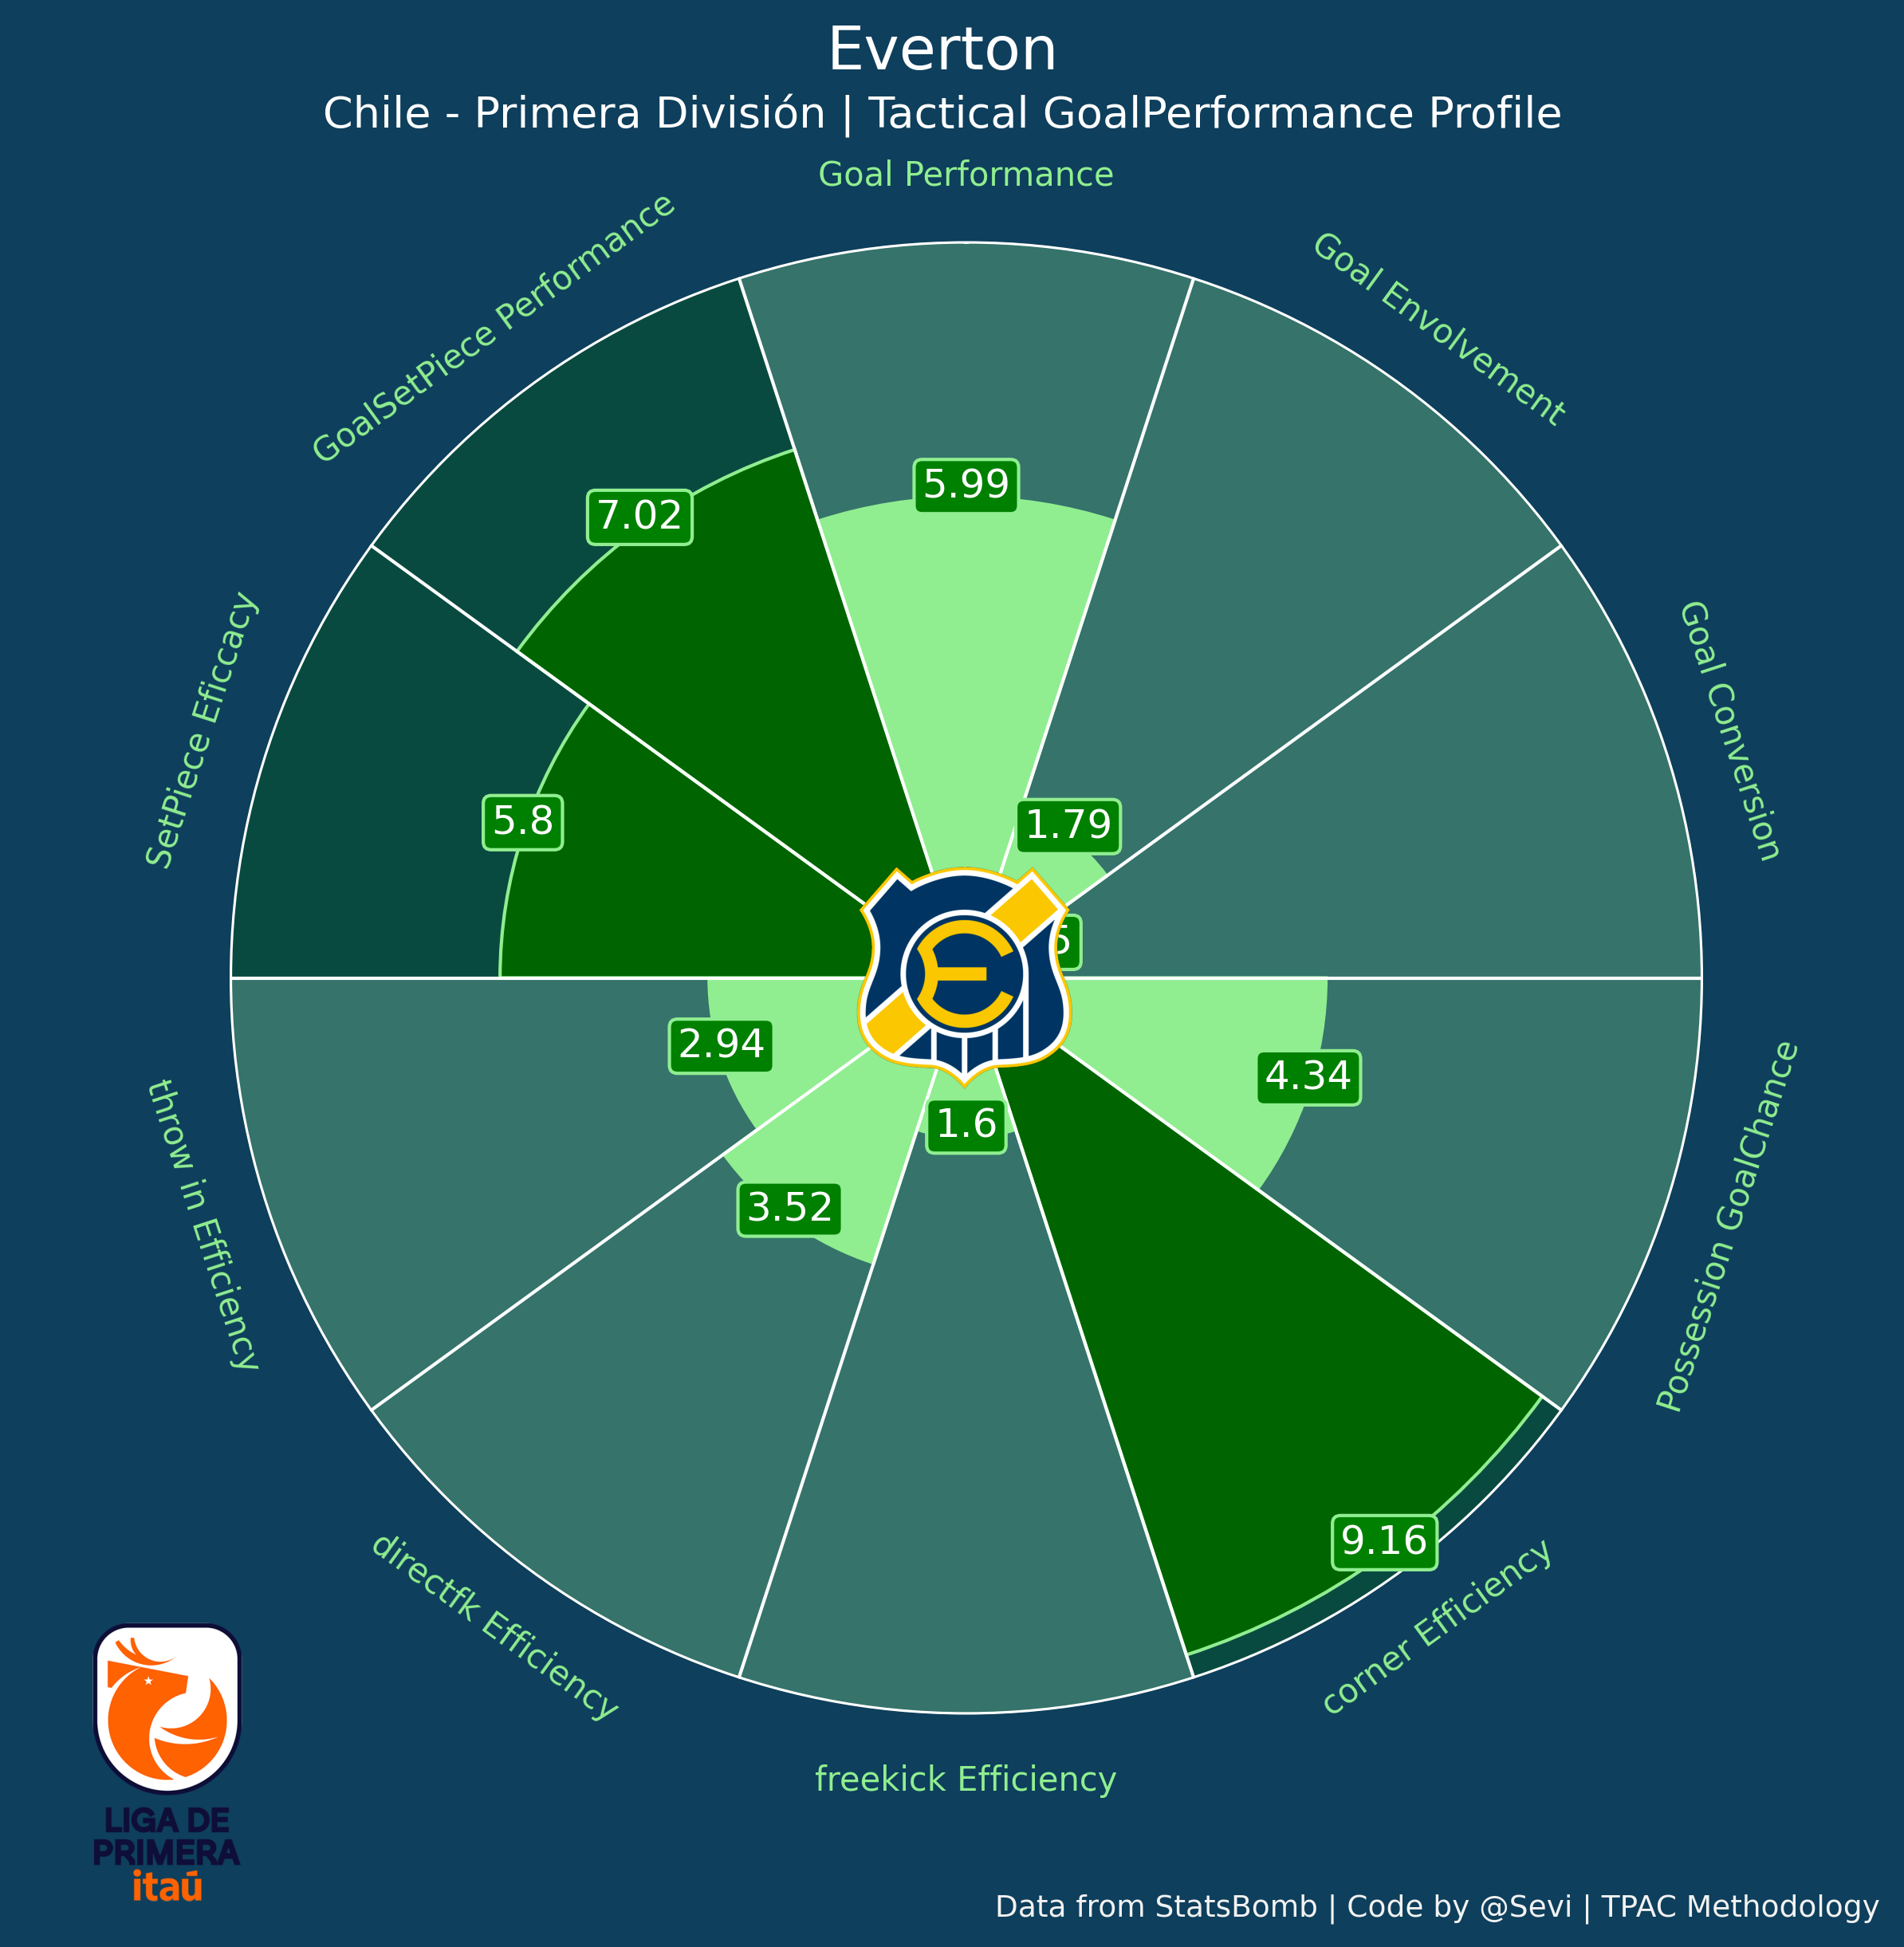 Everton
Chile - Primera División | Tactical GoalPerformance Profile
Goal Performance
GoalSetPiece Performance
Goal Envolvement
SetPiece Eficcacy
Goal Conversion
5.99
7.02
5.8
1.79
2.94
4.34
1.6
3.52
9.16
throw in Efficiency
Possession GoalChance
directfk Efficiency
corner Efficiency
freekick Efficiency
LIGA DE
PRIMERA
itaú
Data from StatsBomb | Code by @Sevi | TPAC Methodology